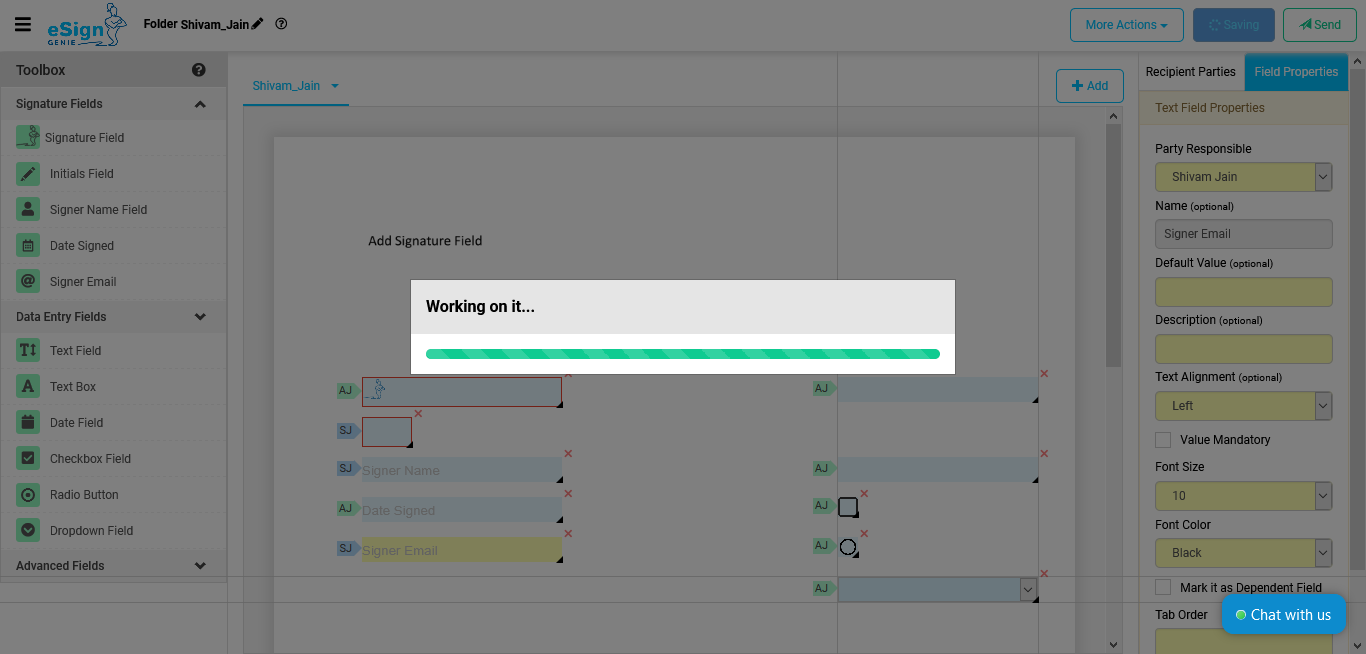 eSign
GENIE
Folder Shivam_Jain
More Actions
Saving
Send
Toolbox
Signature Fields
Signature Field
Initials Field
Signer Name Field
Date Signed
Signer Email
Data Entry Fields
Text Field
Text Box
Date Field
Checkbox Field
Radio Button
Dropdown Field
Advanced Fields
Shivam_Jain
Add
Add Signature Field
Working on it...
AJ
SJ
SJ Signer Name
AJ Date Signed
SJ Signer Email
AJ
AJ
AJ
AJ
AJ
Recipient Parties
Field Properties
Text Field Properties
Party Responsible
Shivam Jain
Name (optional)
Signer Email
Default Value (optional)
Description (optional)
Text Alignment (optional)
Left
Value Mandatory
Font Size
10
Font Color
Black
Mark it as Dependent Field
Tab Order
Chat with us